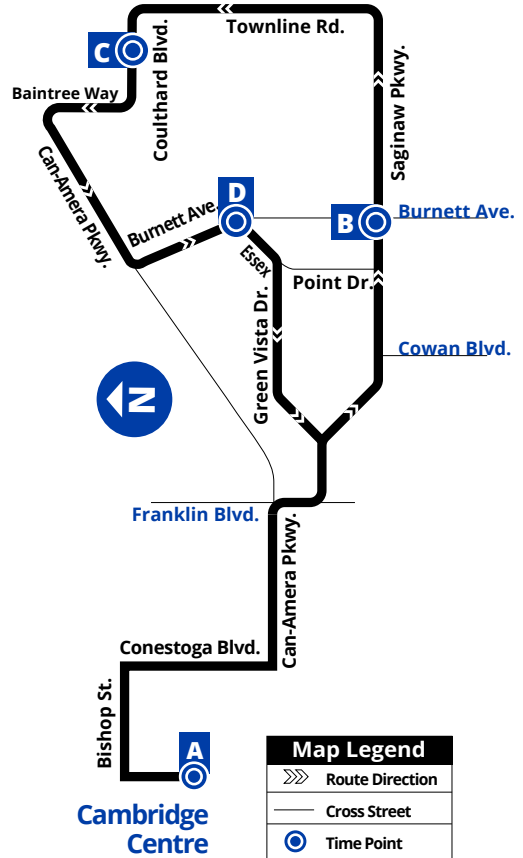 Townline Rd.
C
Coulthard Blvd.
Baintree Way
Saginaw Pkwy.
Can-Amera Pkwy.
D
Burnett Ave.
B
Burnett Ave.
Essex
Point Dr.
Green Vista Dr.
Cowan Blvd.
N
Franklin Blvd.
Can-Amera Pkwy.
Conestoga Blvd.
Bishop St.
A
Cambridge
Centre
Map Legend
Route Direction
Cross Street
Time Point